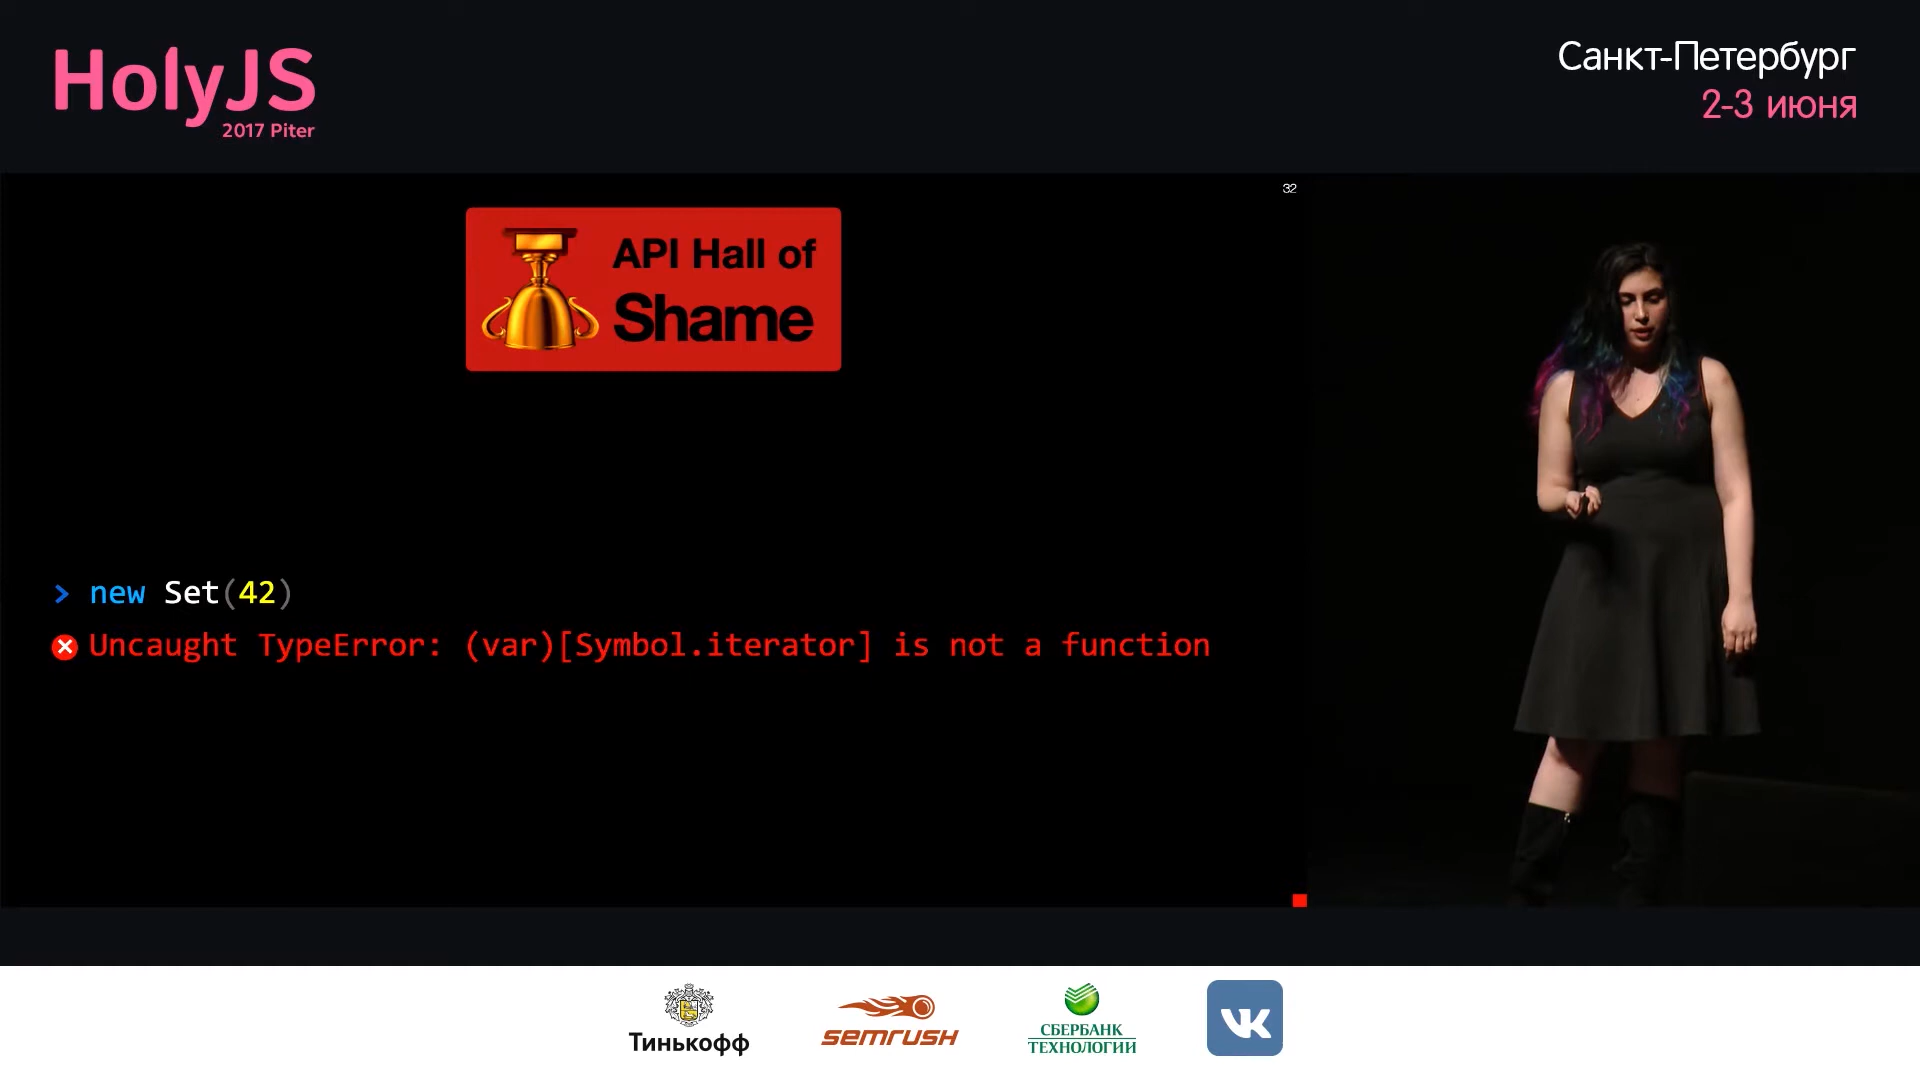 HolyJS
2017 Piter
Санкт-Петербург
2-3 июня
32
API Hall of
Shame
> new Set(42)
Uncaught TypeError: (var)[Symbol.iterator] is not a function
Тинькофф
semrush
СБЕРБАНК
ТЕХНОЛОГИИ
VK